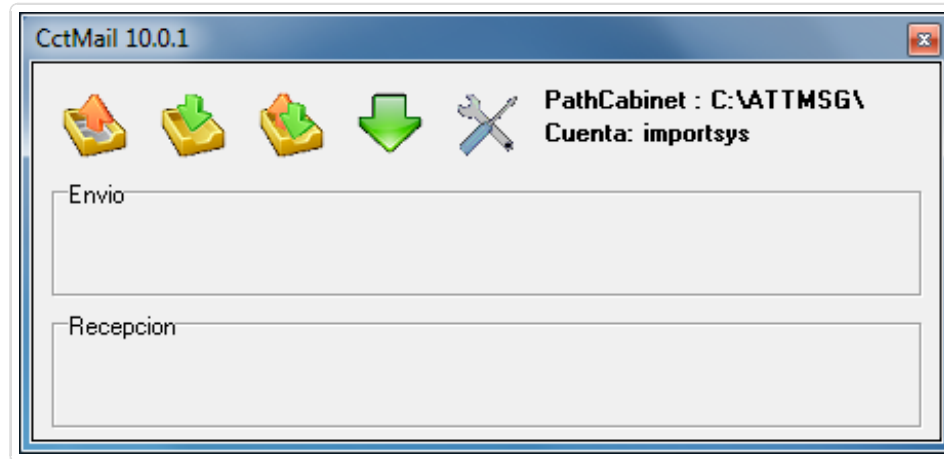 CctMail 10.0.1
PathCabinet : C:\ATTMSG\
Cuenta: importsys
Envio
Recepcion